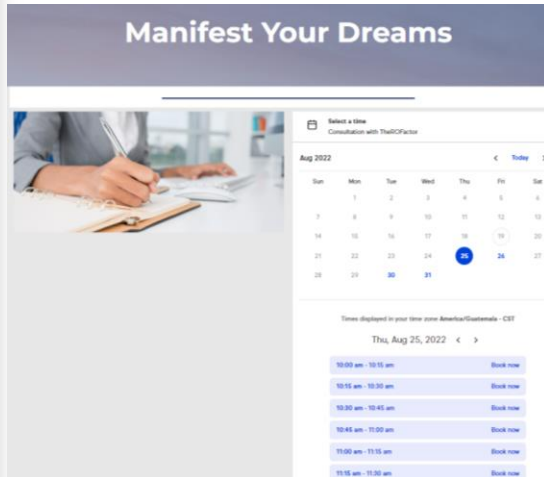 Manifest Your Dreams
Select a time
Consultation with TheROIFactor
Aug 2022
Today
Sun Mon Tue Wed Thu Fri Sat
1 2 3 4 5 6
7 8 9 10 11 12 13
14 15 16 17 18 19 20
21 22 23 24 25 26 27
28 29 30 31
Times displayed in your time zone America/Guatemala - CST
Thu, Aug 25, 2022
10:00 am - 10:15 am Book now
10:15 am - 10:30 am Book now
10:30 am - 10:45 am Book now
10:45 am - 11:00 am Book now
11:00 am - 11:15 am Book now
11:15 am - 11:30 am Book now